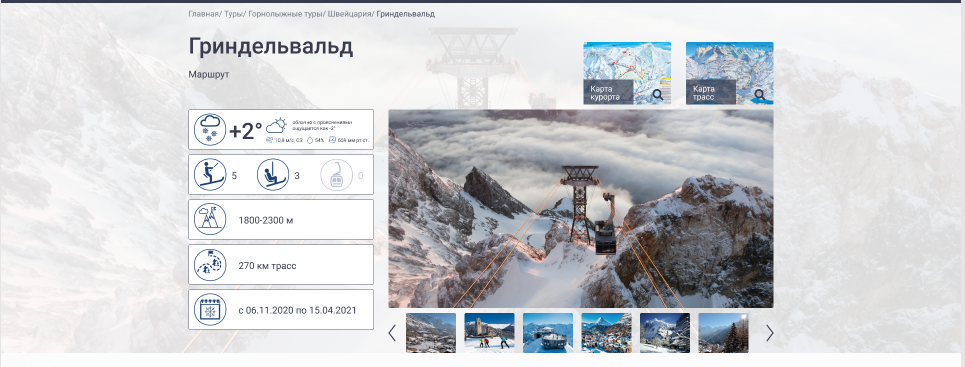 Главная/ Туры/ Горнолыжные туры/ Швейцария/ Гриндельвальд
Гриндельвальд
Маршрут
Карта
курорта
Карта
трасс
+2°
облачно с прояснениями
ощущается как -3°
10,8 м/с, СЗ 54% 609 мм рт. ст.
5 3 0
1800-2300 м
270 км трасс
с 06.11.2020 по 15.04.2021